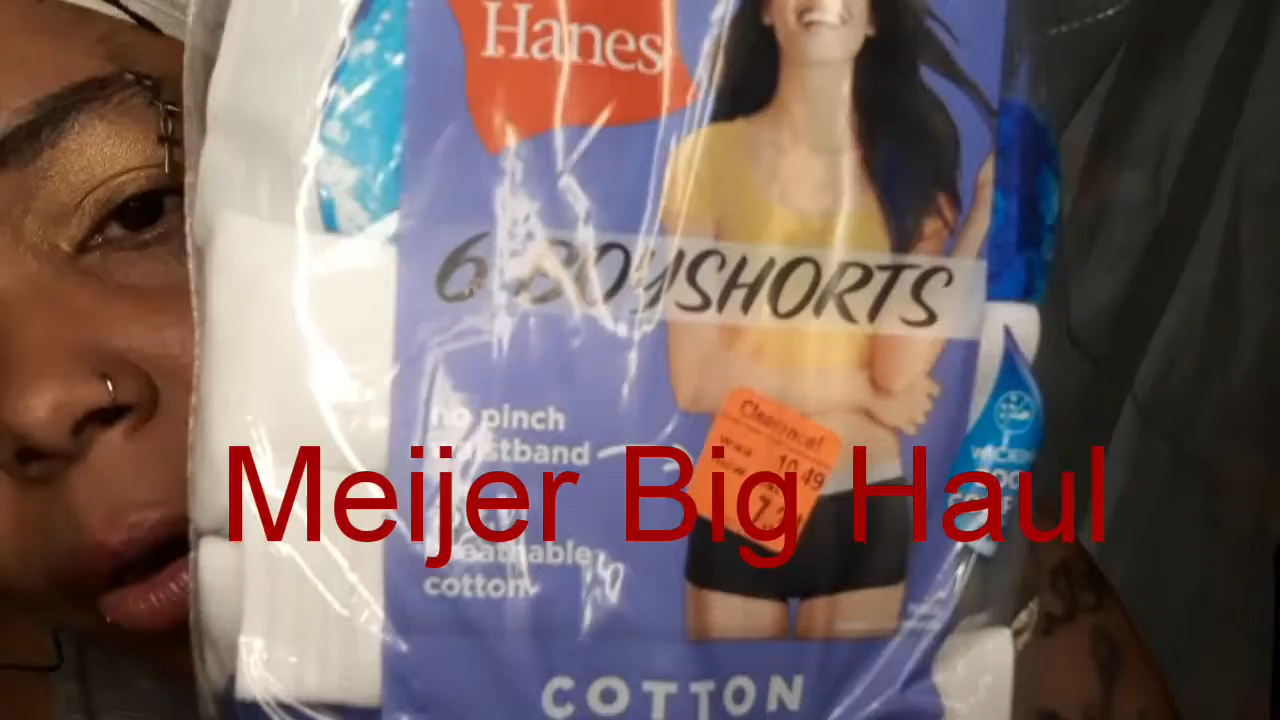 Hanes
6 BOYSHORTS
no pinch
waistband
Clearance!
10.49
Meijer Big Haul
breathable
cotton
COTTON